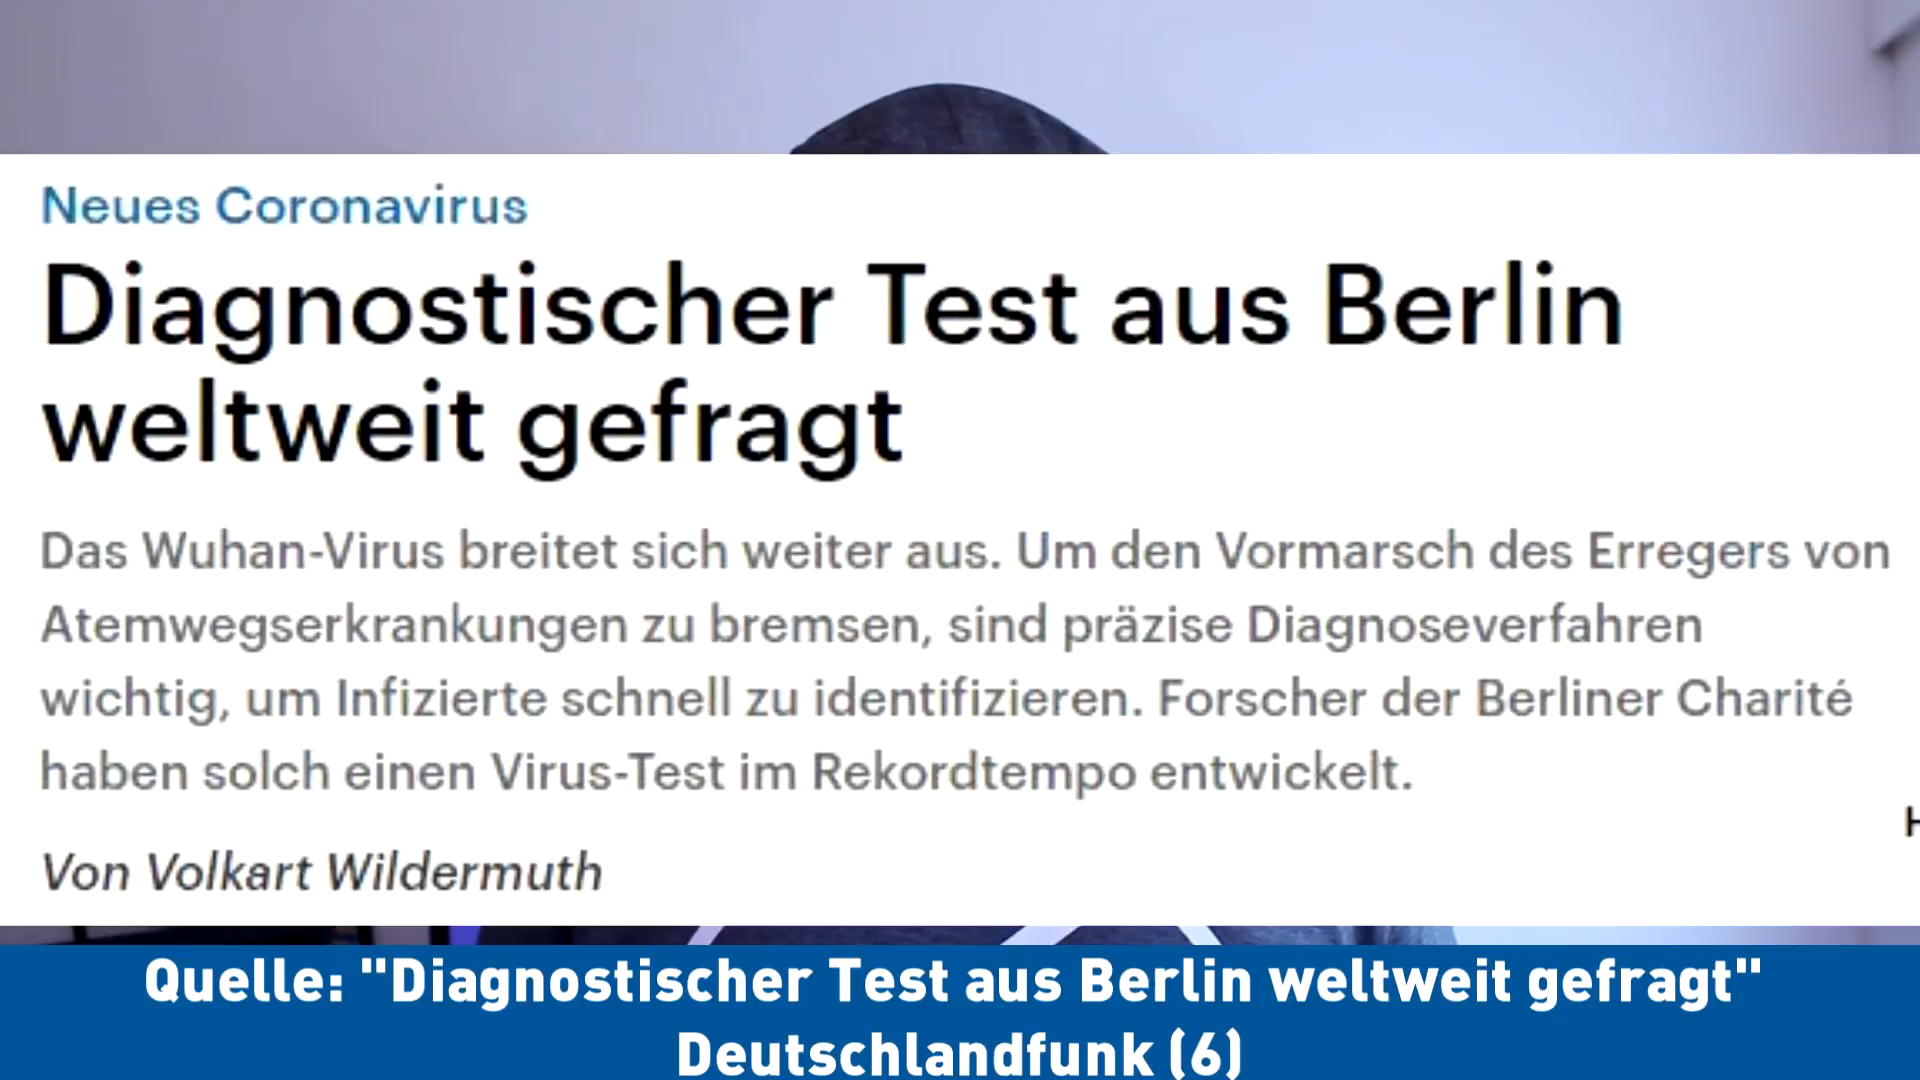 Neues Coronavirus
Diagnostischer Test aus Berlin
weltweit gefragt
Das Wuhan-Virus breitet sich weiter aus. Um den Vormarsch des Erregers von
Atemwegserkrankungen zu bremsen, sind präzise Diagnoseverfahren
wichtig, um Infizierte schnell zu identifizieren. Forscher der Berliner Charité
haben solch einen Virus-Test im Rekordtempo entwickelt.
Von Volkart Wildermuth
Quelle: "Diagnostischer Test aus Berlin weltweit gefragt"
Deutschlandfunk (6)